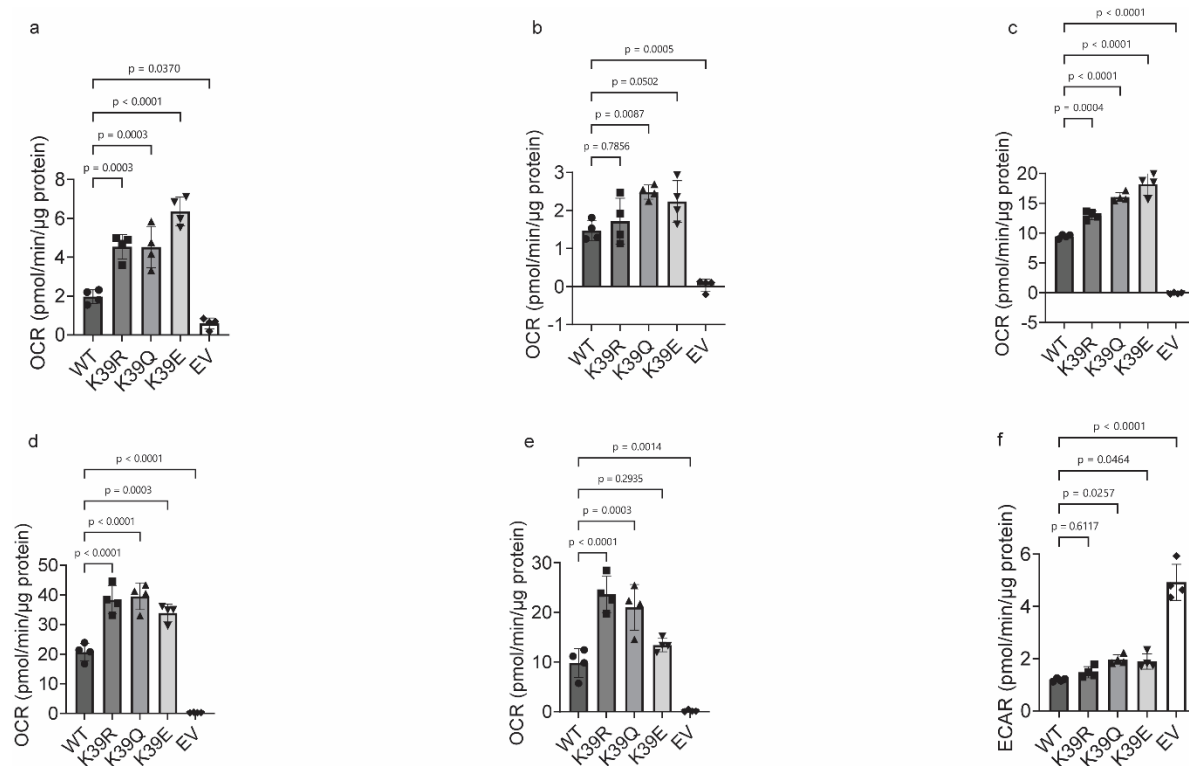 a
p = 0.0370
p < 0.0001
p = 0.0003
p = 0.0003
OCR (pmol/min/µg protein)
8
6
4
2
0
WT
K39R
K39Q
K39E
EV
b
p = 0.0005
p = 0.0502
p = 0.0087
p = 0.7856
OCR (pmol/min/µg protein)
3
2
1
0
-1
WT
K39R
K39Q
K39E
EV
c
p < 0.0001
p < 0.0001
p < 0.0001
p = 0.0004
OCR (pmol/min/µg protein)
20
15
10
5
0
-5
WT
K39R
K39Q
K39E
EV
d
p < 0.0001
p = 0.0003
p < 0.0001
p < 0.0001
OCR (pmol/min/µg protein)
50
40
30
20
10
0
WT
K39R
K39Q
K39E
EV
e
p = 0.0014
p = 0.2935
p = 0.0003
p < 0.0001
OCR (pmol/min/µg protein)
30
20
10
0
WT
K39R
K39Q
K39E
EV
f
p < 0.0001
p = 0.0464
p = 0.0257
p = 0.6117
ECAR (pmol/min/µg protein)
6
4
2
0
WT
K39R
K39Q
K39E
EV